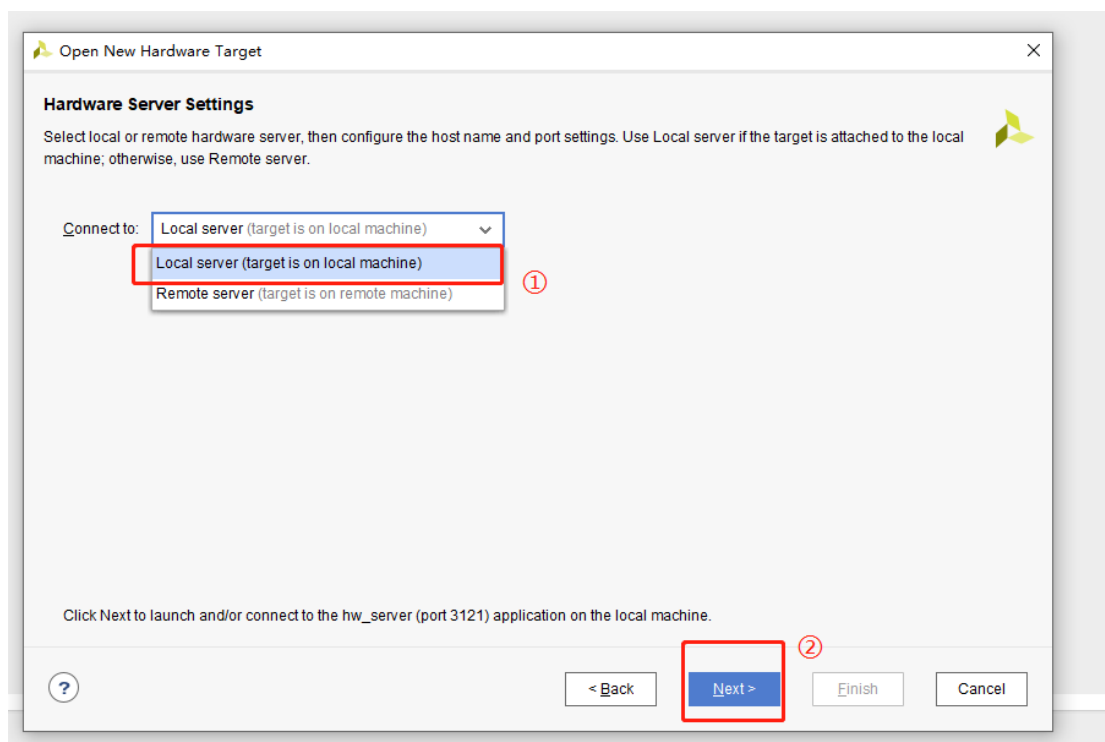 Open New Hardware Target
Hardware Server Settings
Select local or remote hardware server, then configure the host name and port settings. Use Local server if the target is attached to the local
machine; otherwise, use Remote server.
Connect to: Local server (target is on local machine)
Local server (target is on local machine)
①
Remote server (target is on remote machine)
Click Next to launch and/or connect to the hw_server (port 3121) application on the local machine.
②
? < Back Next > Finish Cancel